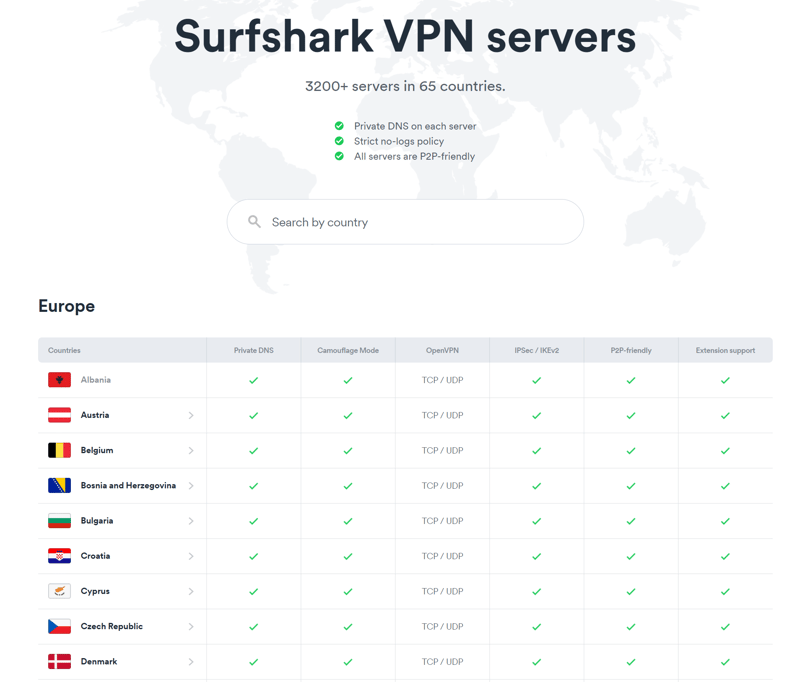 Surfshark VPN servers
3200+ servers in 65 countries.
Private DNS on each server
Strict no-logs policy
All servers are P2P-friendly
Search by country
Europe
Countries Private DNS Camouflage Mode OpenVPN IPSec / IKEv2 P2P-friendly Extension support
Albania TCP / UDP
Austria TCP / UDP
Belgium TCP / UDP
Bosnia and Herzegovina TCP / UDP
Bulgaria TCP / UDP
Croatia TCP / UDP
Cyprus TCP / UDP
Czech Republic TCP / UDP
Denmark TCP / UDP